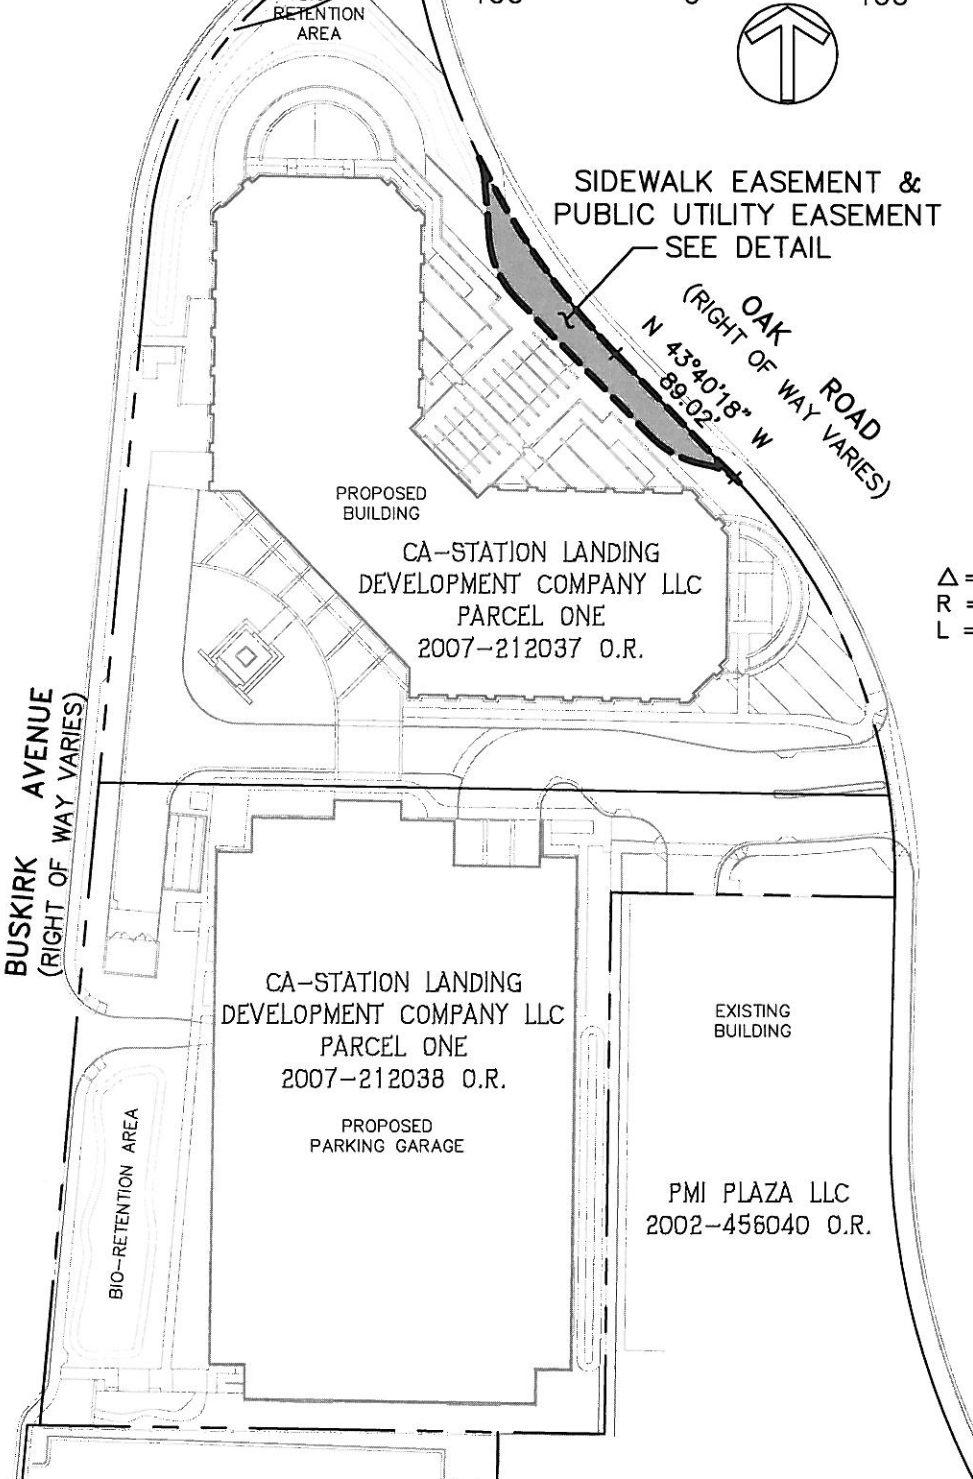 RETENTION
AREA
SIDEWALK EASEMENT &
PUBLIC UTILITY EASEMENT
SEE DETAIL
OAK ROAD
(RIGHT OF WAY VARIES)
N 43°40'18" W
89.02'
PROPOSED
BUILDING
CA-STATION LANDING
DEVELOPMENT COMPANY LLC
PARCEL ONE
2007-212037 O.R.
Δ=
R =
L =
BUSKIRK AVENUE
(RIGHT OF WAY VARIES)
CA-STATION LANDING
DEVELOPMENT COMPANY LLC
PARCEL ONE
2007-212038 O.R.
PROPOSED
PARKING GARAGE
EXISTING
BUILDING
BIO-RETENTION AREA
PMI PLAZA LLC
2002-456040 O.R.